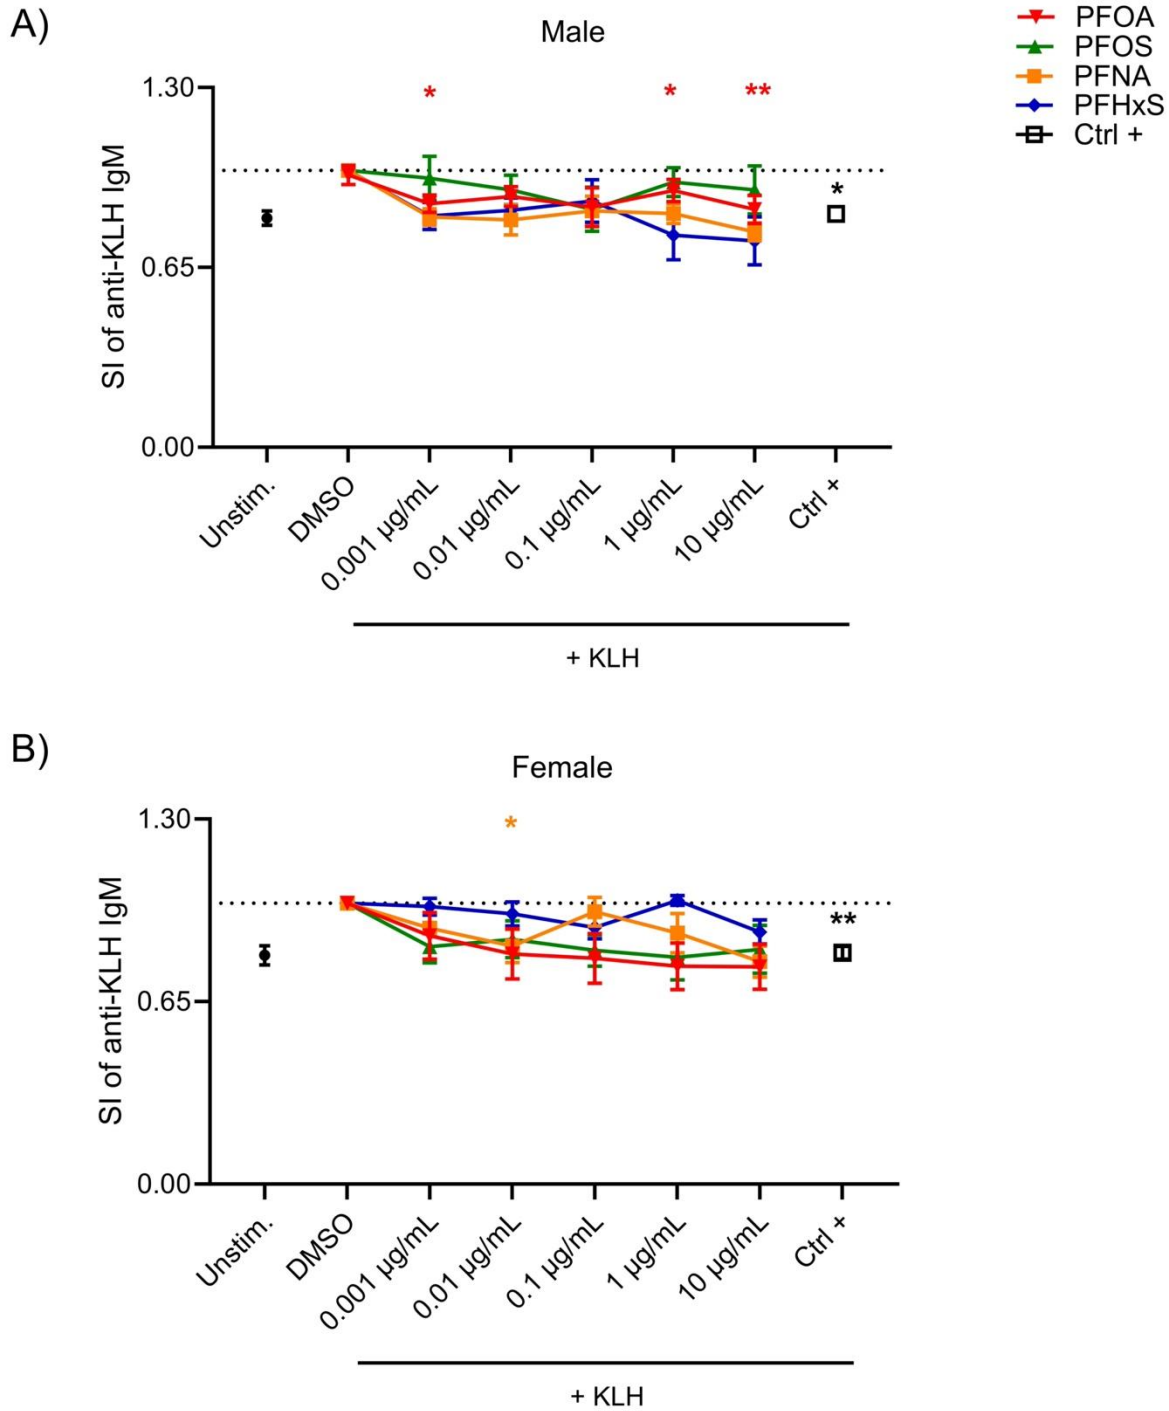 A)
Male
PFOA
PFOS
PFNA
PFHxS
Ctrl +
1.30
0.65
0.00
SI of anti-KLH IgM
*
*
**
*
Unstim.
DMSO
0.001 µg/mL
0.01 µg/mL
0.1 µg/mL
1 µg/mL
10 µg/mL
Ctrl +
+ KLH
B)
Female
1.30
0.65
0.00
SI of anti-KLH IgM
*
**
Unstim.
DMSO
0.001 µg/mL
0.01 µg/mL
0.1 µg/mL
1 µg/mL
10 µg/mL
Ctrl +
+ KLH